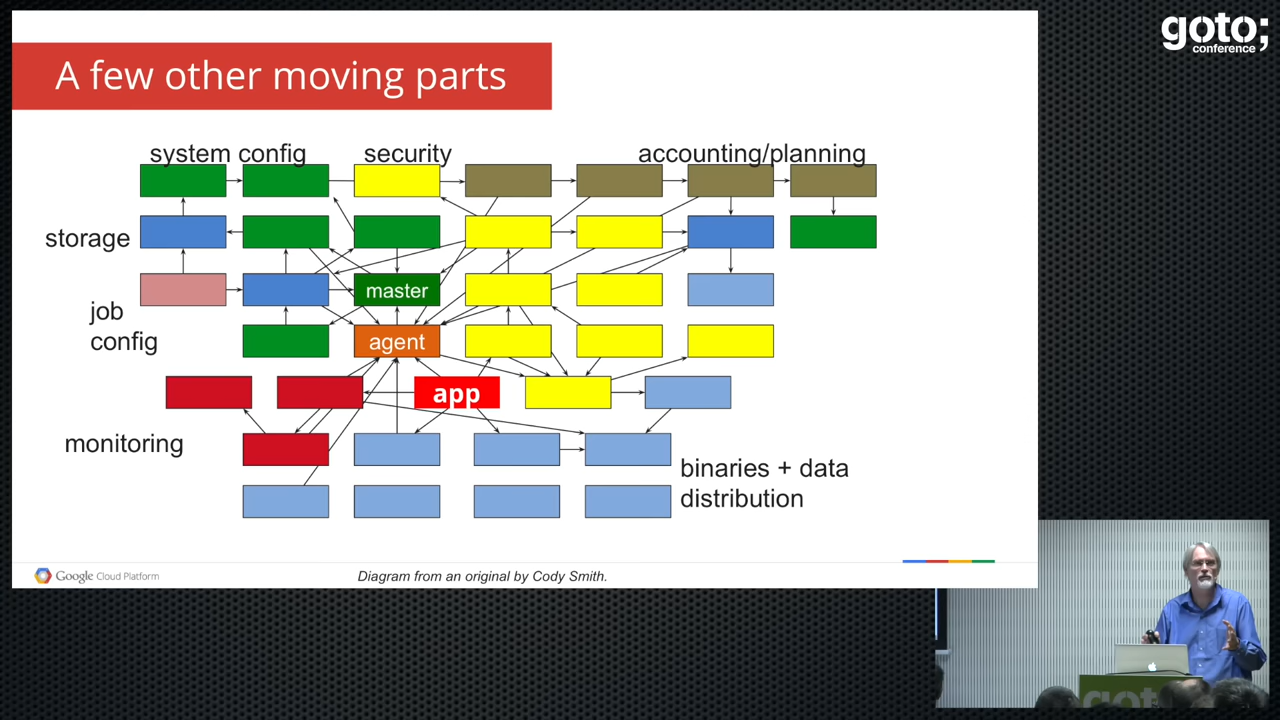 goto;
conference
A few other moving parts
system config
security
accounting/planning
storage
master
job
config
agent
app
monitoring
binaries + data
distribution
Google Cloud Platform
Diagram from an original by Cody Smith.
goto;